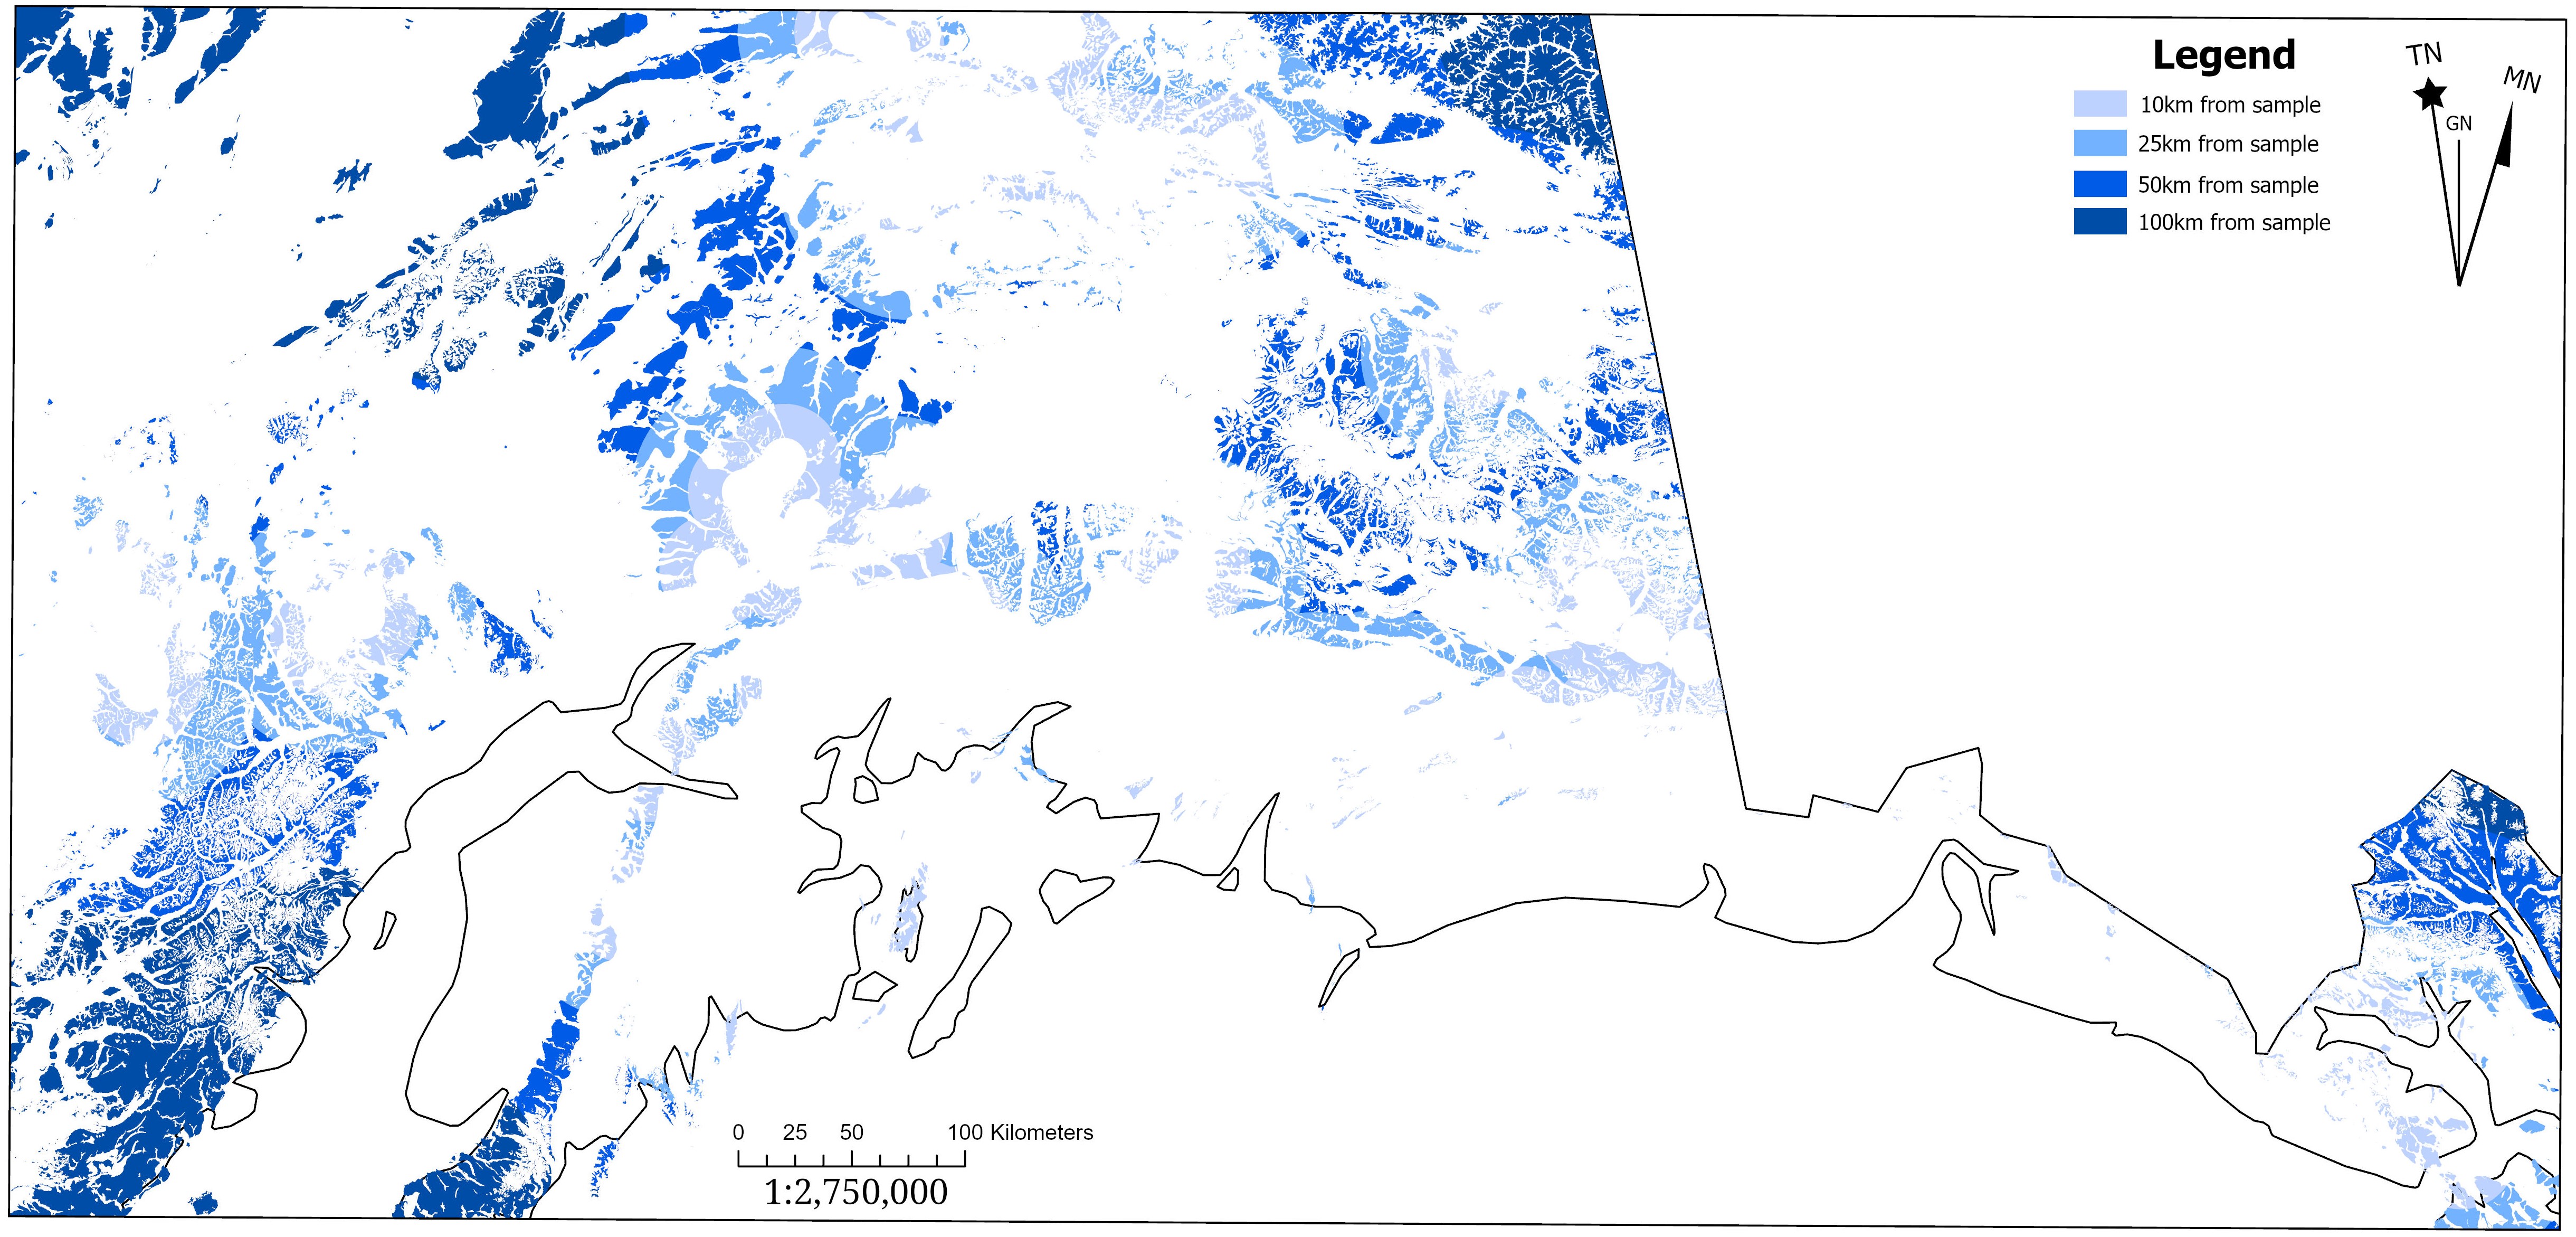 Legend
10km from sample
25km from sample
50km from sample
100km from sample
TN
MN
GN
0 25 50 100 Kilometers
1:2,750,000